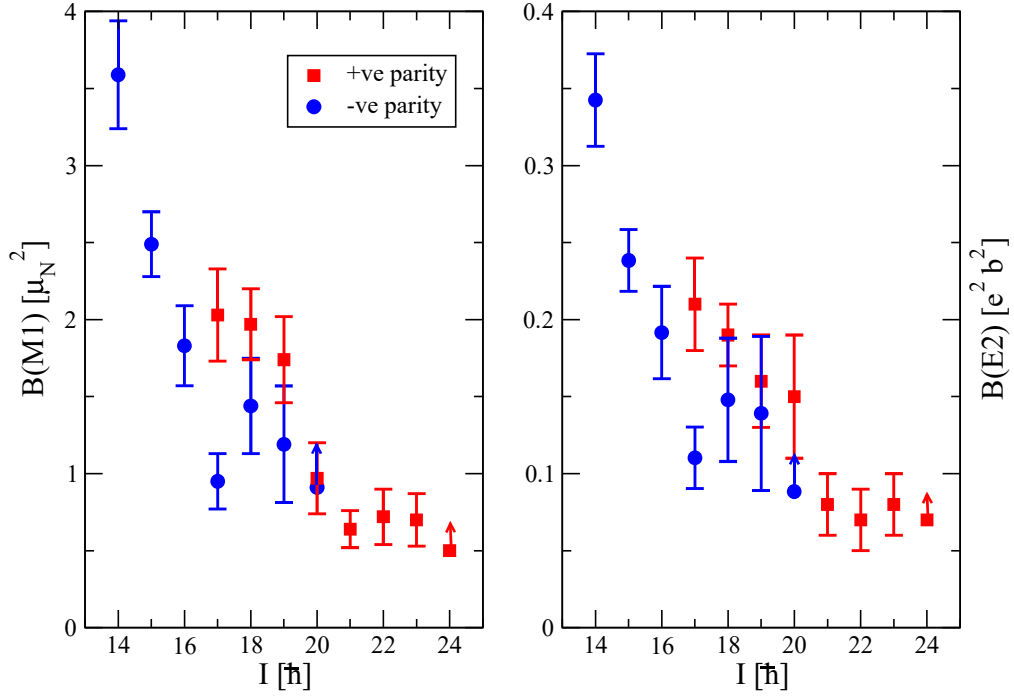 B(M1) [μ_N^2]
4
3
2
1
0
+ve parity
-ve parity
14 16 18 20 22 24
I [ħ]
0.4
0.3
0.2
0.1
0
14 16 18 20 22 24
I [ħ]
B(E2) [e^2 b^2]